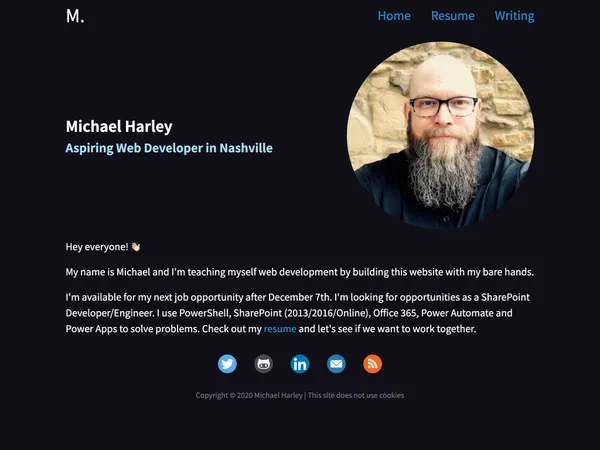 M.
Home Resume Writing
Michael Harley
Aspiring Web Developer in Nashville
Hey everyone! 👋🏻
My name is Michael and I'm teaching myself web development by building this website with my bare hands.
I'm available for my next job opportunity after December 7th. I'm looking for opportunities as a SharePoint
Developer/Engineer. I use PowerShell, SharePoint (2013/2016/Online), Office 365, Power Automate and
Power Apps to solve problems. Check out my resume and let's see if we want to work together.
in
Copyright © 2020 Michael Harley | This site does not use cookies